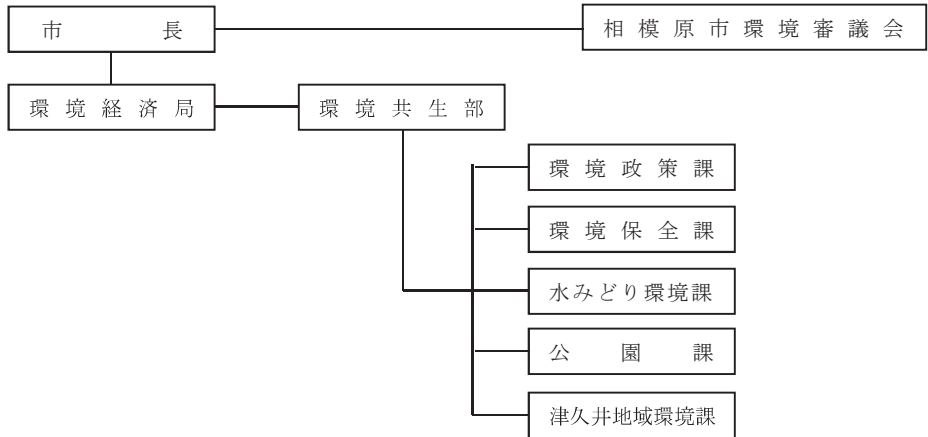 市長
相模原市環境審議会
環境経済局
環境共生部
環境政策課
環境保全課
水みどり環境課
公園課
津久井地域環境課